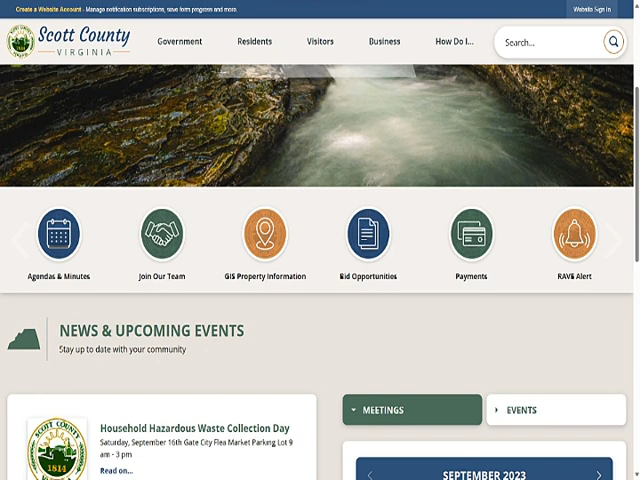 Create a Website Account - Manage notification subscriptions, save form progress and more.
Website Sign In
Scott County
VIRGINIA
Government
Residents
Visitors
Business
How Do I...
Search...
Agendas & Minutes
Join Our Team
GIS Property Information
Bid Opportunities
Payments
RAVE Alert
NEWS & UPCOMING EVENTS
Stay up to date with your community
Household Hazardous Waste Collection Day
Saturday, September 16th Gate City Flea Market Parking Lot 9
am - 3 pm
Read on...
SCOTT COUNTY
1814
MEETINGS
EVENTS
SEPTEMBER 2023